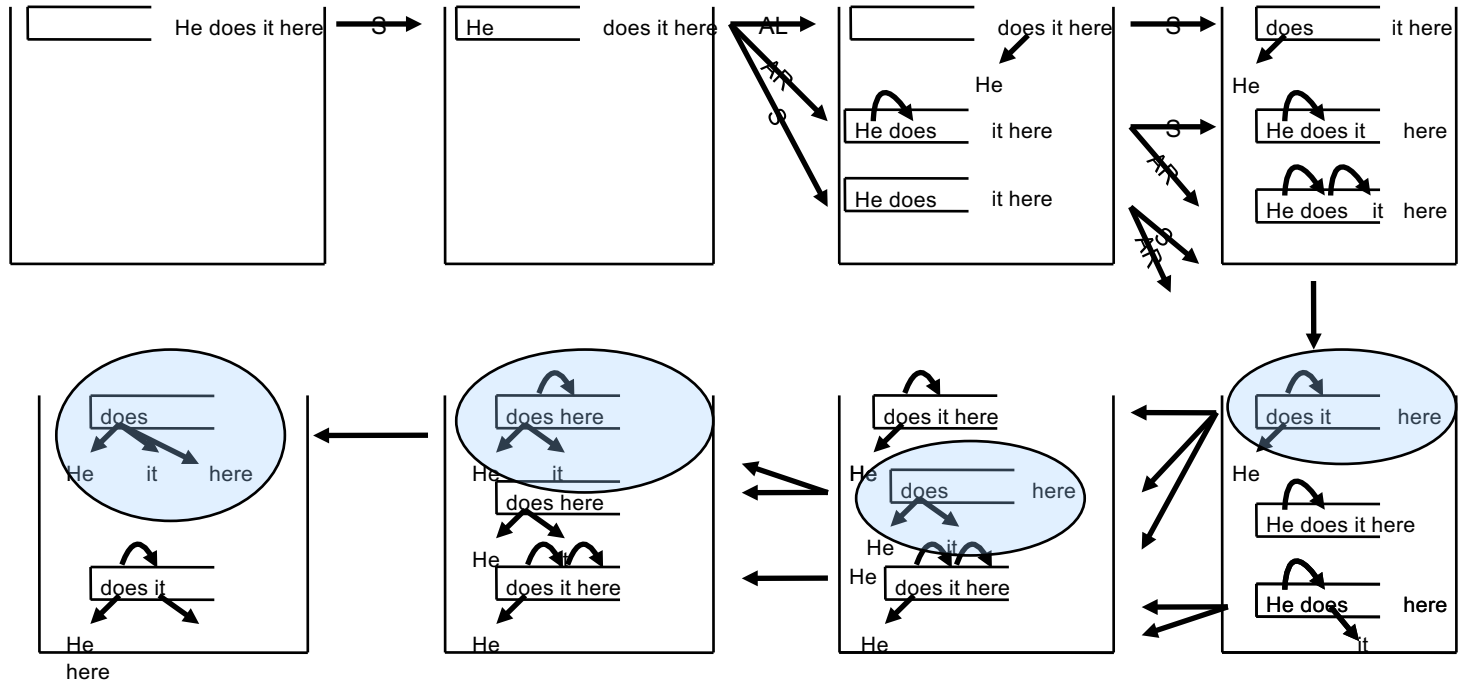 He does it here
S
He does it here
AL
AR
S
does it here
He
He does it here
He does it here
S
S
AR
S
AR
does it here
He
He does it here
He does it here
does it here
He
He does it here
He does here
it
does it here
He
does here
He it
He does it here
He
does here
He it
does here
He it
does it here
He
does
He it here
does it
He
here